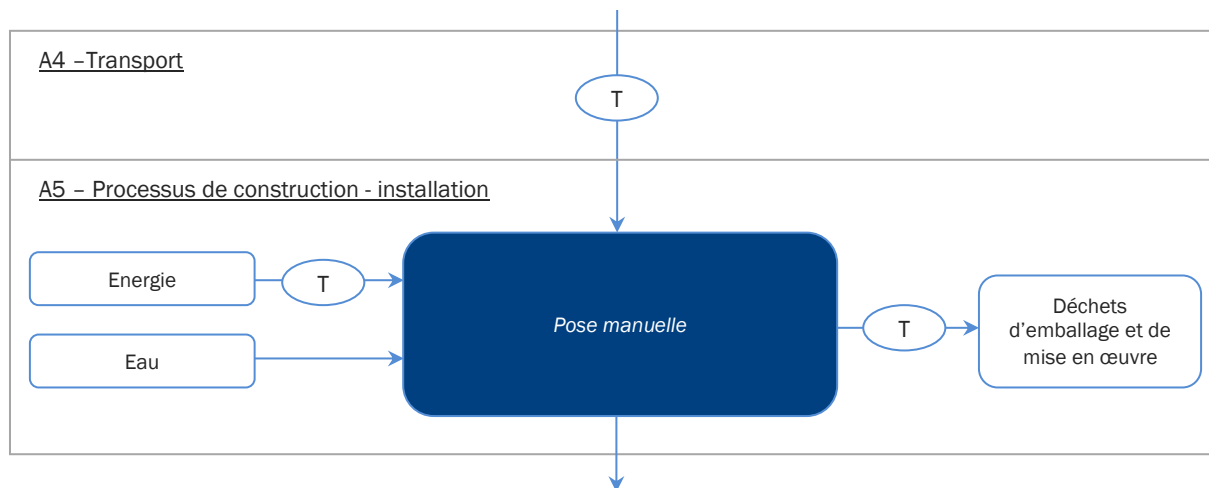 A4 –Transport
T
A5 – Processus de construction - installation
Energie
T
Eau
Pose manuelle
T
Déchets
d’emballage et de
mise en œuvre